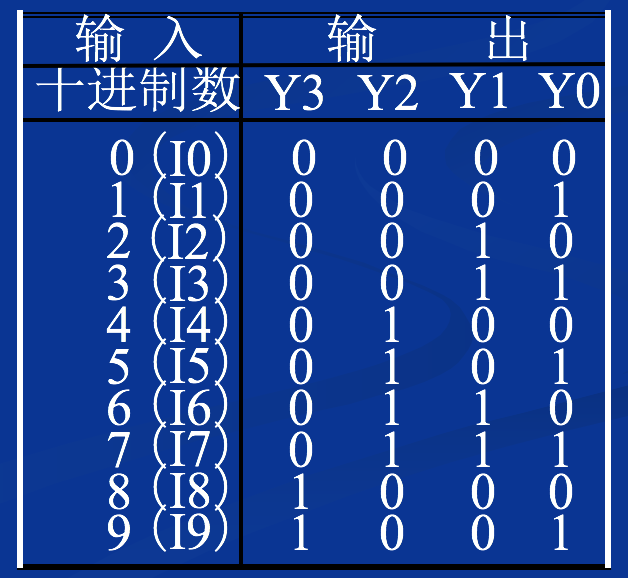 输 入 输 出
十进制数 Y3 Y2 Y1 Y0
0（I0） 0 0 0 0
1（I1） 0 0 0 1
2（I2） 0 0 1 0
3（I3） 0 0 1 1
4（I4） 0 1 0 0
5（I5） 0 1 0 1
6（I6） 0 1 1 0
7（I7） 0 1 1 1
8（I8） 1 0 0 0
9（I9） 1 0 0 1